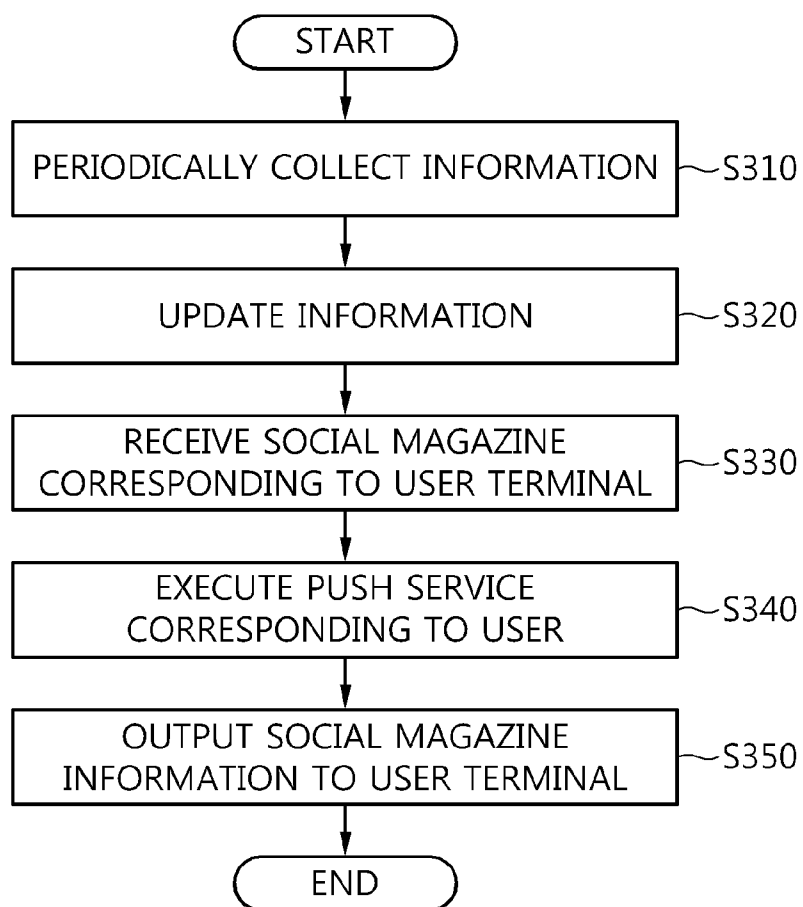 START
PERIODICALLY COLLECT INFORMATION
S310
UPDATE INFORMATION
S320
RECEIVE SOCIAL MAGAZINE
CORRESPONDING TO USER TERMINAL
S330
EXECUTE PUSH SERVICE
CORRESPONDING TO USER
S340
OUTPUT SOCIAL MAGAZINE
INFORMATION TO USER TERMINAL
S350
END